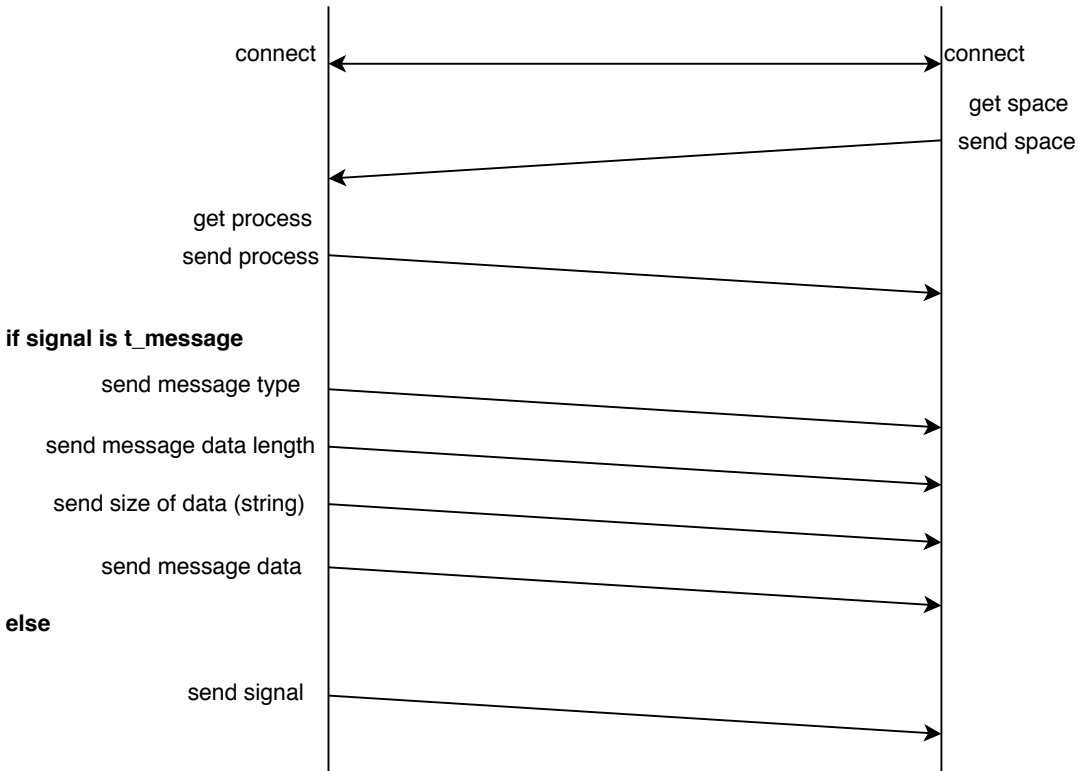 connect
connect
get space
send space
get process
send process
if signal is t_message
send message type
send message data length
send size of data (string)
send message data
else
send signal